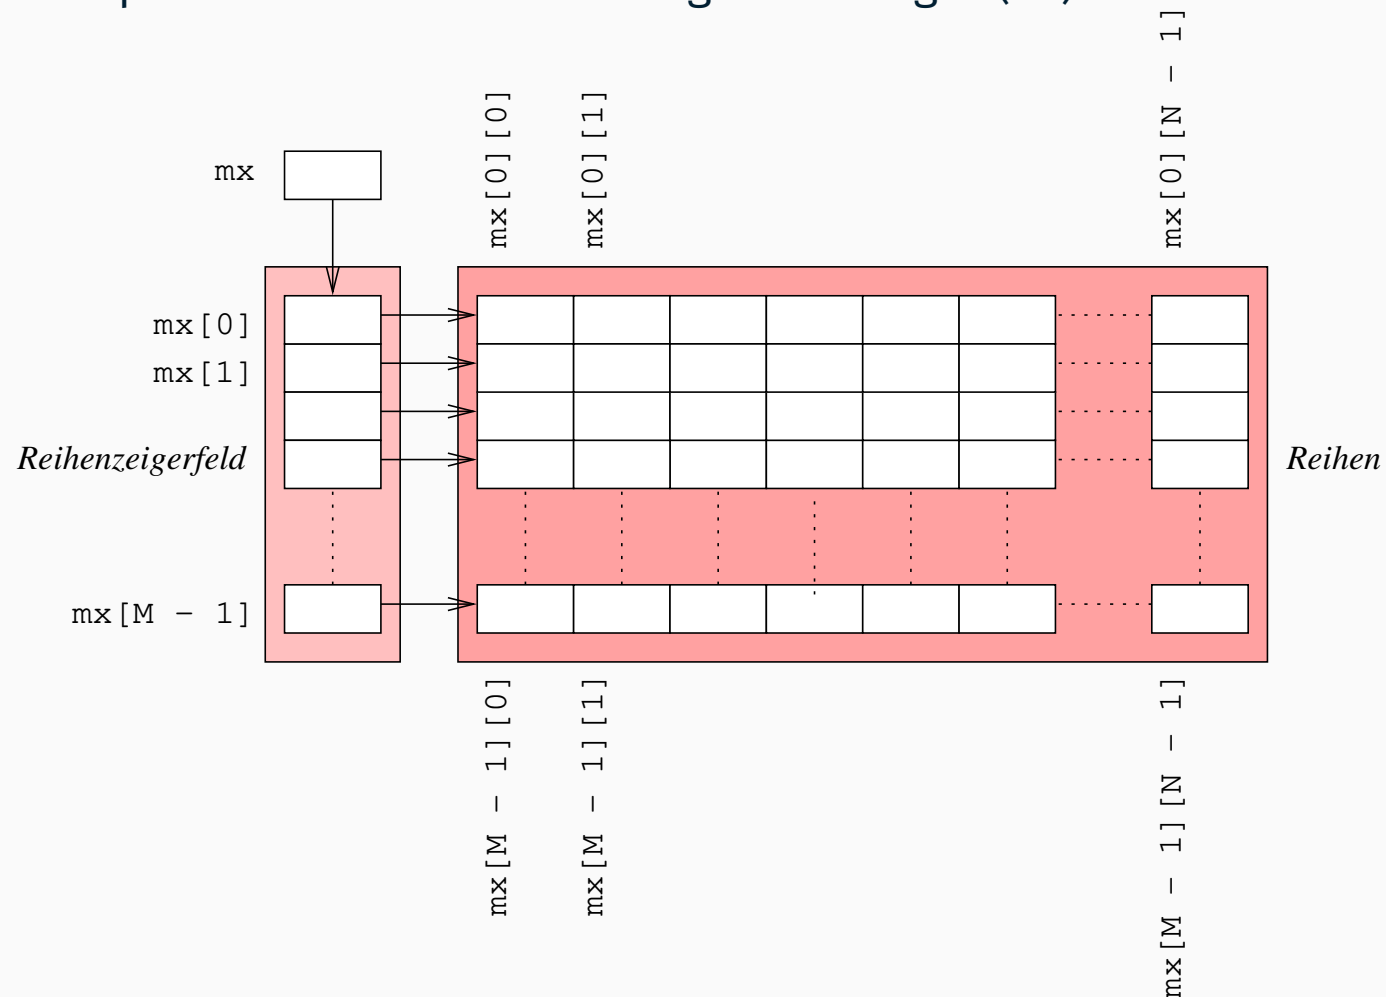 mx[0][N - 1]
mx[0][0]
mx[0][1]
mx
mx[0]
mx[1]
Reihenzeigerfeld
Reihen
mx[M - 1]
mx[M - 1][0]
mx[M - 1][1]
mx[M - 1][N - 1]